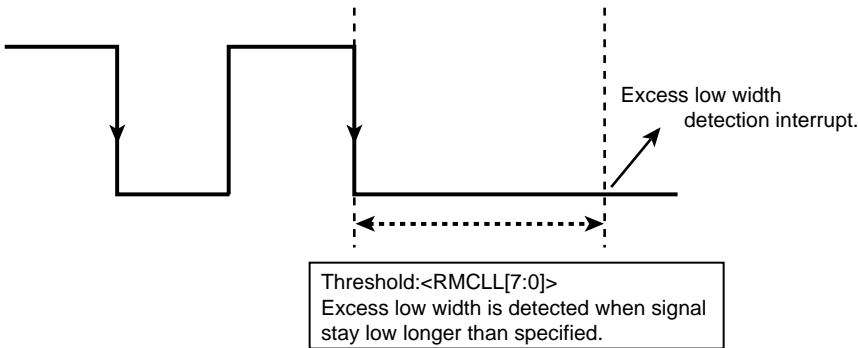 Excess low width
detection interrupt.
Threshold:<RMCLL[7:0]>
Excess low width is detected when signal
stay low longer than specified.